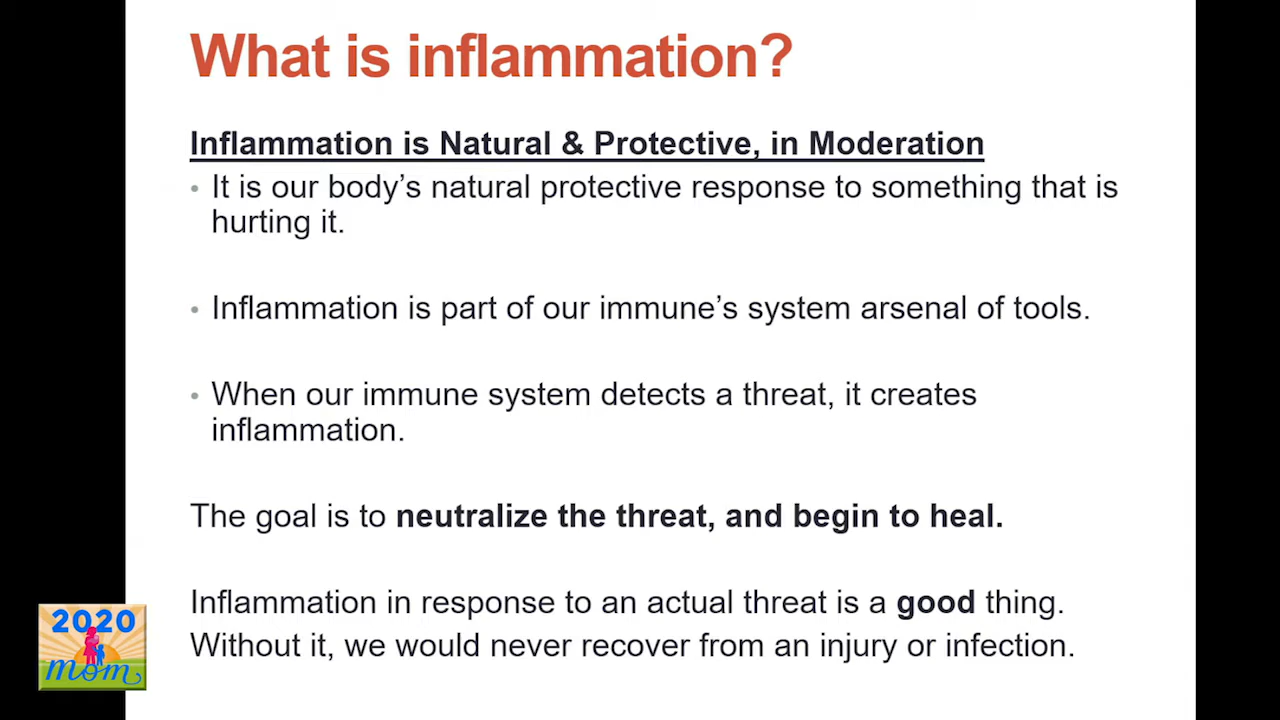 What is inflammation?
Inflammation is Natural & Protective, in Moderation
• It is our body’s natural protective response to something that is
hurting it.
• Inflammation is part of our immune’s system arsenal of tools.
• When our immune system detects a threat, it creates
inflammation.
The goal is to neutralize the threat, and begin to heal.
Inflammation in response to an actual threat is a good thing.
Without it, we would never recover from an injury or infection.
2020
mom